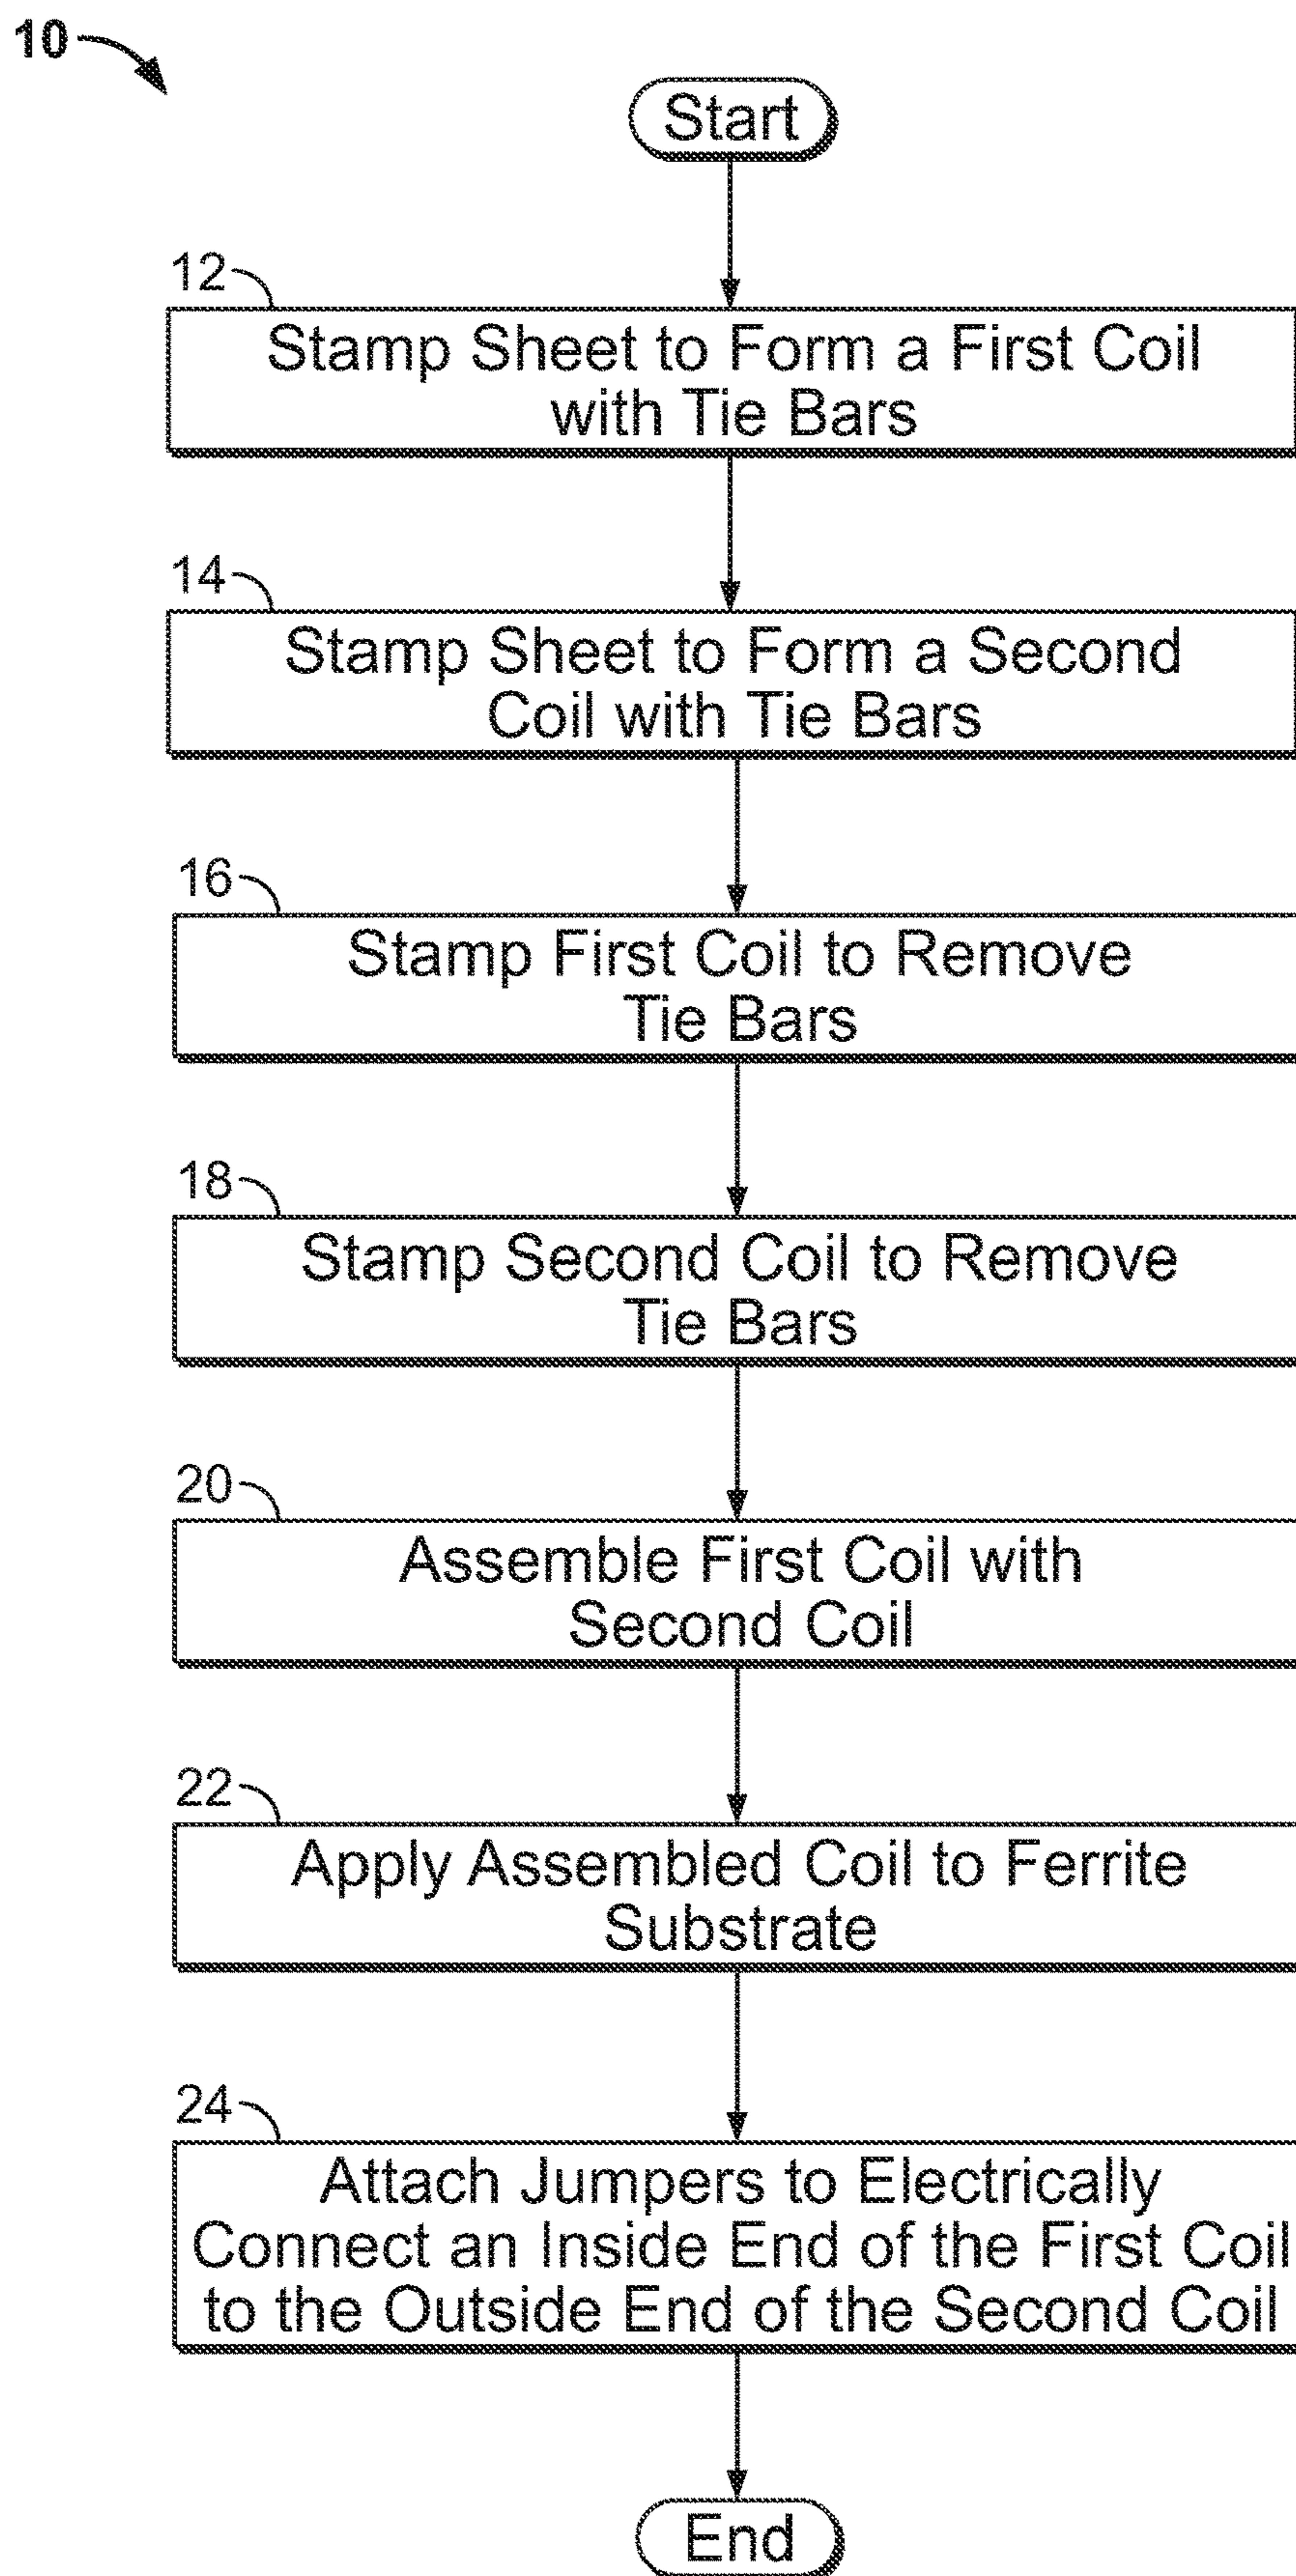 10
Start
12
Stamp Sheet to Form a First Coil
with Tie Bars
14
Stamp Sheet to Form a Second
Coil with Tie Bars
16
Stamp First Coil to Remove
Tie Bars
18
Stamp Second Coil to Remove
Tie Bars
20
Assemble First Coil with
Second Coil
22
Apply Assembled Coil to Ferrite
Substrate
24
Attach Jumpers to Electrically
Connect an Inside End of the First Coil
to the Outside End of the Second Coil
End